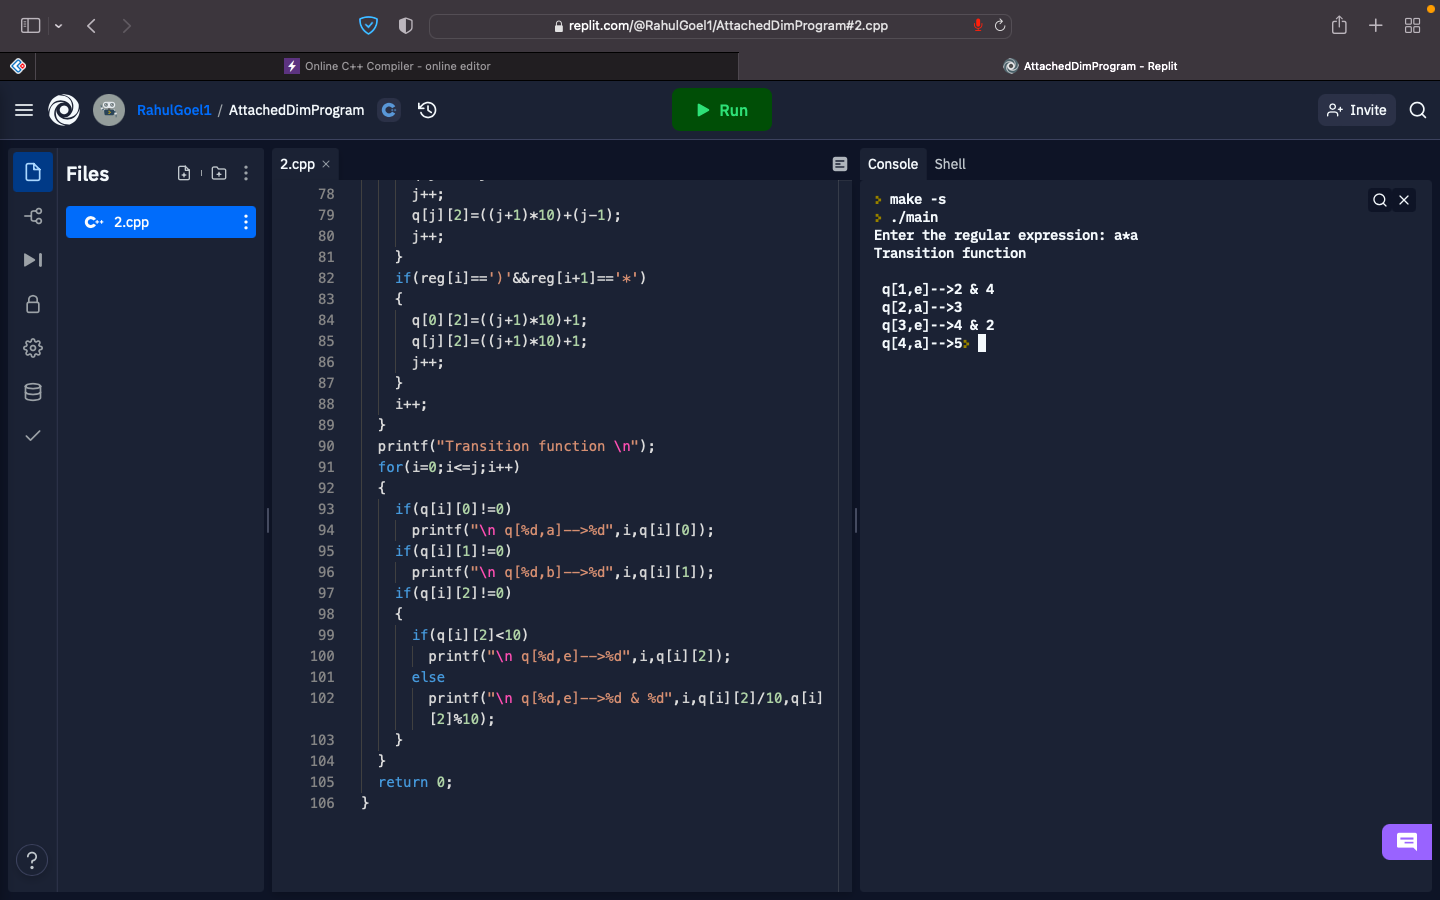 replit.com/@RahulGoel1/AttachedDimProgram#2.cpp
Online C++ Compiler - online editor
AttachedDimProgram - Replit
RahulGoel1 / AttachedDimProgram
Run
Invite
Files
2.cpp
2.cpp ×
Console
Shell
78 j++;
79 q[j][2]=((j+1)*10)+(j-1);
80 j++;
81 }
82 if(reg[i]==')'&&reg[i+1]=='*')
83 {
84 q[0][2]=((j+1)*10)+1;
85 q[j][2]=((j+1)*10)+1;
86 j++;
87 }
88 i++;
89 }
90 printf("Transition function \n");
91 for(i=0;i<=j;i++)
92 {
93 if(q[i][0]!=0)
94 printf("\n q[%d,a]-->%d",i,q[i][0]);
95 if(q[i][1]!=0)
96 printf("\n q[%d,b]-->%d",i,q[i][1]);
97 if(q[i][2]!=0)
98 {
99 if(q[i][2]<10)
100 printf("\n q[%d,e]-->%d",i,q[i][2]);
101 else
102 printf("\n q[%d,e]-->%d & %d",i,q[i][2]/10,q[i]
[2]%10);
103 }
104 }
105 return 0;
106 }
make -s
./main
Enter the regular expression: a*a
Transition function
q[1,e]-->2 & 4
q[2,a]-->3
q[3,e]-->4 & 2
q[4,a]-->5
?